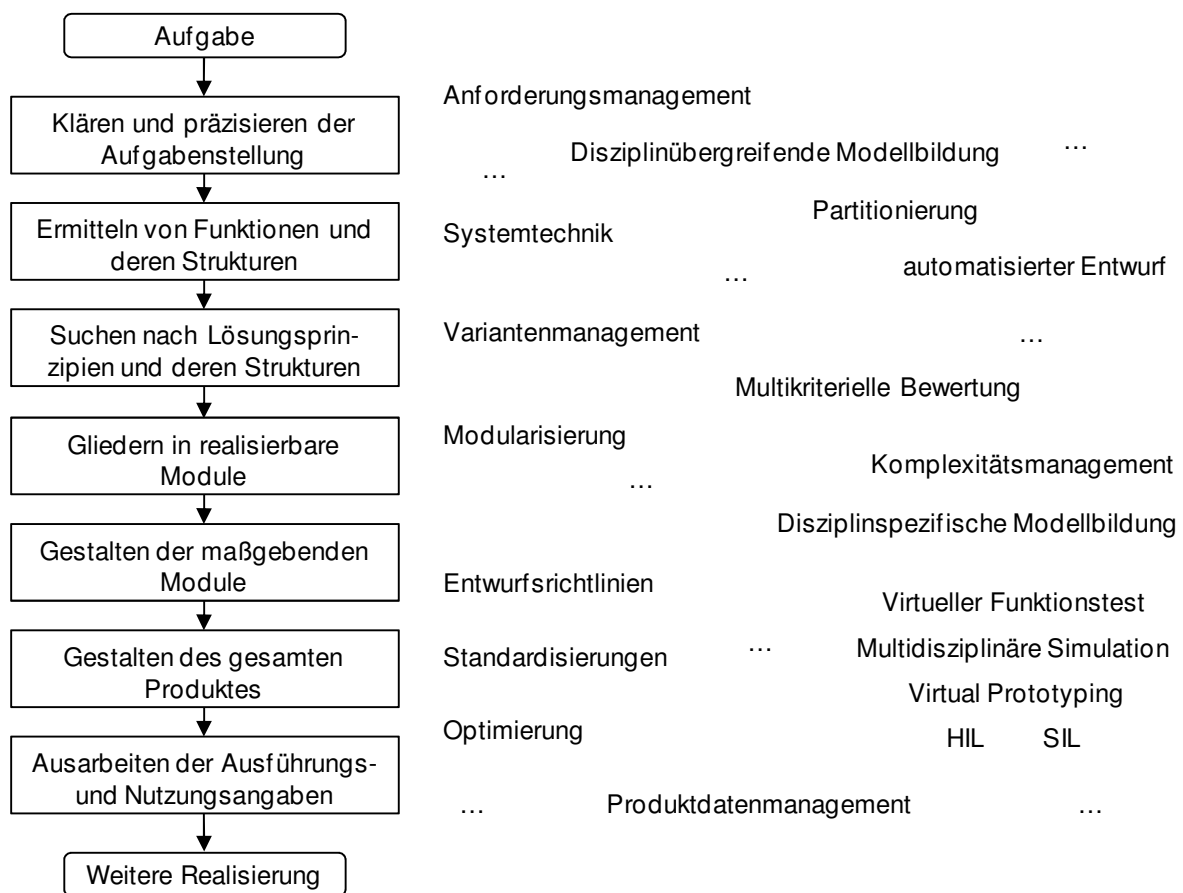 Aufgabe
Klären und präzisieren der
Aufgabenstellung
Ermitteln von Funktionen und
deren Strukturen
Suchen nach Lösungsprin-
zipien und deren Strukturen
Gliedern in realisierbare
Module
Gestalten der maßgebenden
Module
Gestalten des gesamten
Produktes
Ausarbeiten der Ausführungs-
und Nutzungsangaben
Weitere Realisierung
Anforderungsmanagement
Disziplinübergreifende Modellbildung …
…
Partitionierung
Systemtechnik
… automatisierter Entwurf
Variantenmanagement …
Multikriterielle Bewertung
Modularisierung
Komplexitätsmanagement
…
Disziplinspezifische Modellbildung
Entwurfsrichtlinien
Virtueller Funktionstest
Standardisierungen … Multidisziplinäre Simulation
Virtual Prototyping
Optimierung HIL SIL
… Produktdatenmanagement …